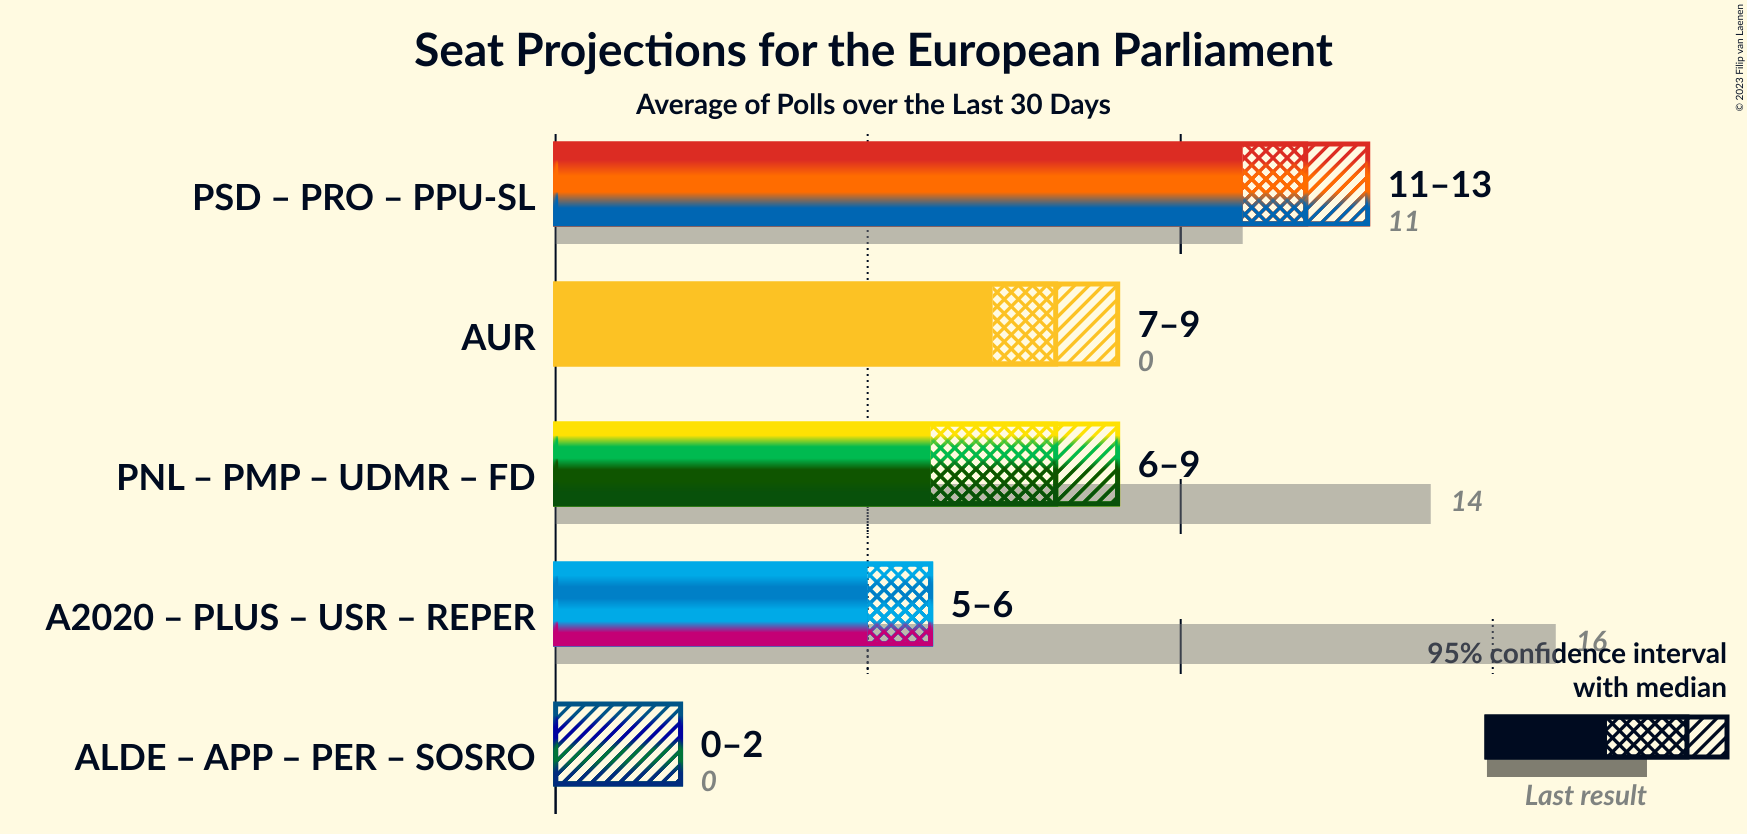 Seat Projections for the European Parliament
Average of Polls over the Last 30 Days
© 2023 Filip van Laenen
PSD – PRO – PPU-SL
11–13
11
AUR
7–9
0
PNL – PMP – UDMR – FD
6–9
14
A2020 – PLUS – USR – REPER
5–6
16
95% confidence interval
with median
ALDE – APP – PER – SOSRO
0–2
0
Last result